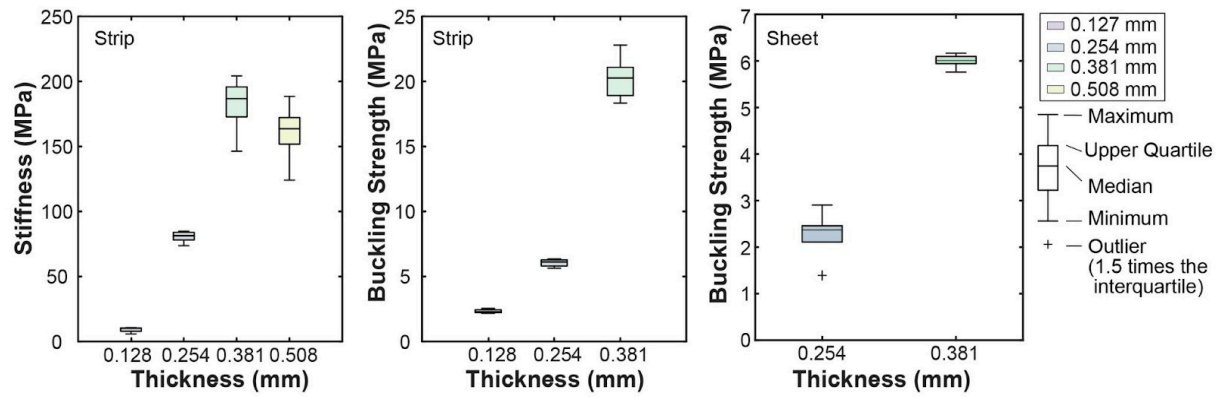 Strip
Stiffness (MPa)
250
200
150
100
50
0
0.128 0.254 0.381 0.508
Thickness (mm)
Strip
Buckling Strength (MPa)
25
20
15
10
5
0
0.128 0.254 0.381
Thickness (mm)
Sheet
Buckling Strength (MPa)
7
6
5
4
3
2
1
0
0.254 0.381
Thickness (mm)
0.127 mm
0.254 mm
0.381 mm
0.508 mm
Maximum
Upper Quartile
Median
Minimum
+ Outlier
(1.5 times the
interquartile)